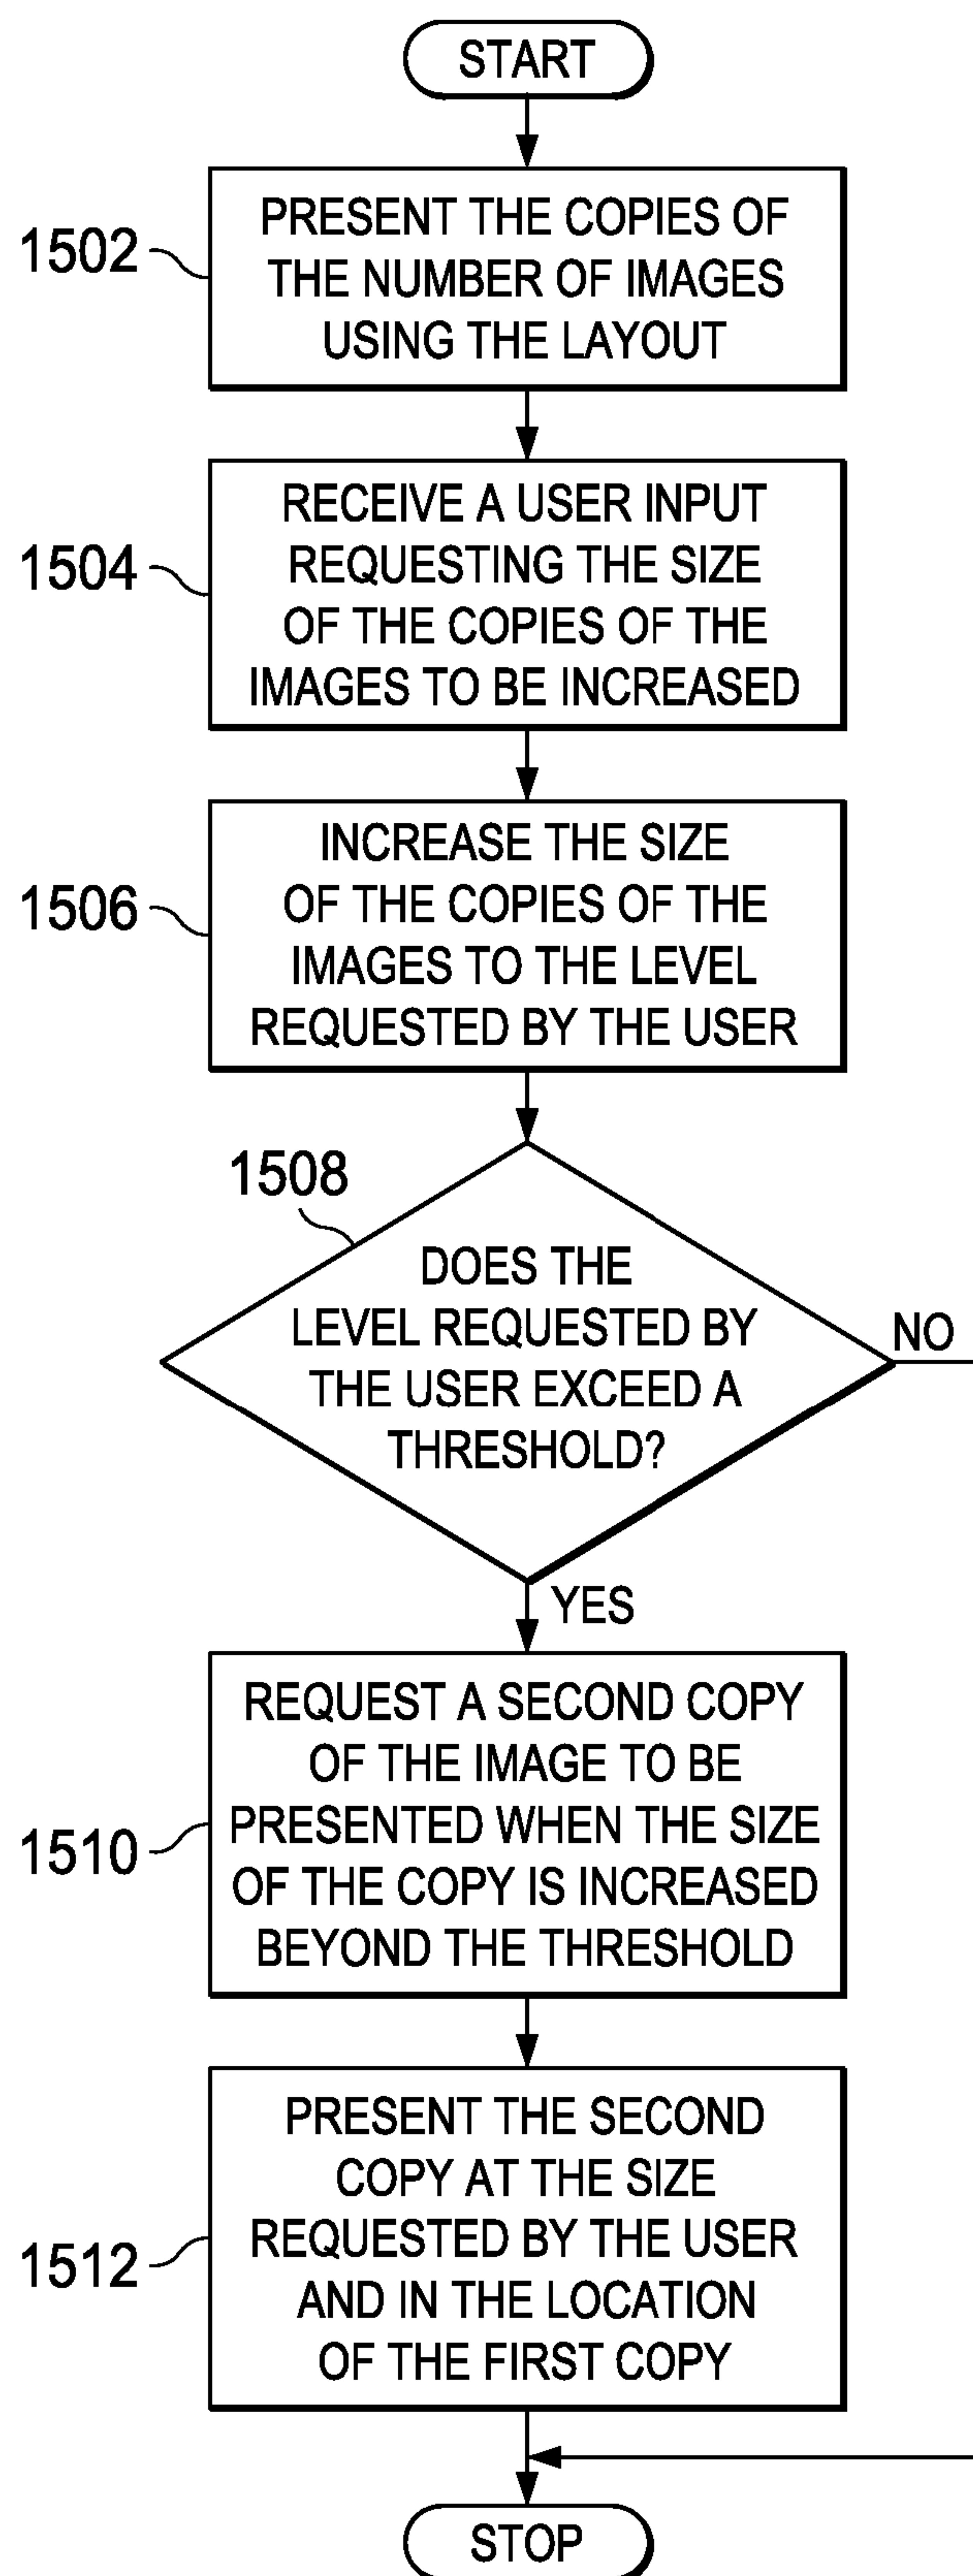 START
1502
PRESENT THE COPIES OF
THE NUMBER OF IMAGES
USING THE LAYOUT
1504
RECEIVE A USER INPUT
REQUESTING THE SIZE
OF THE COPIES OF THE
IMAGES TO BE INCREASED
1506
INCREASE THE SIZE
OF THE COPIES OF THE
IMAGES TO THE LEVEL
REQUESTED BY THE USER
1508
DOES THE
LEVEL REQUESTED BY
THE USER EXCEED A
THRESHOLD?
NO
YES
1510
REQUEST A SECOND COPY
OF THE IMAGE TO BE
PRESENTED WHEN THE SIZE
OF THE COPY IS INCREASED
BEYOND THE THRESHOLD
1512
PRESENT THE SECOND
COPY AT THE SIZE
REQUESTED BY THE USER
AND IN THE LOCATION
OF THE FIRST COPY
STOP